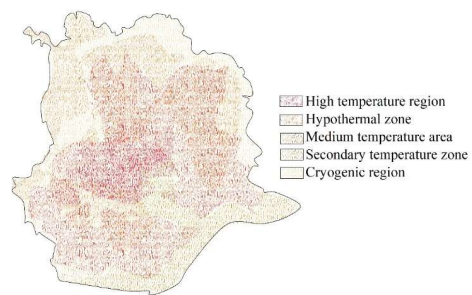 High temperature region
Hypothermal zone
Medium temperature area
Secondary temperature zone
Cryogenic region